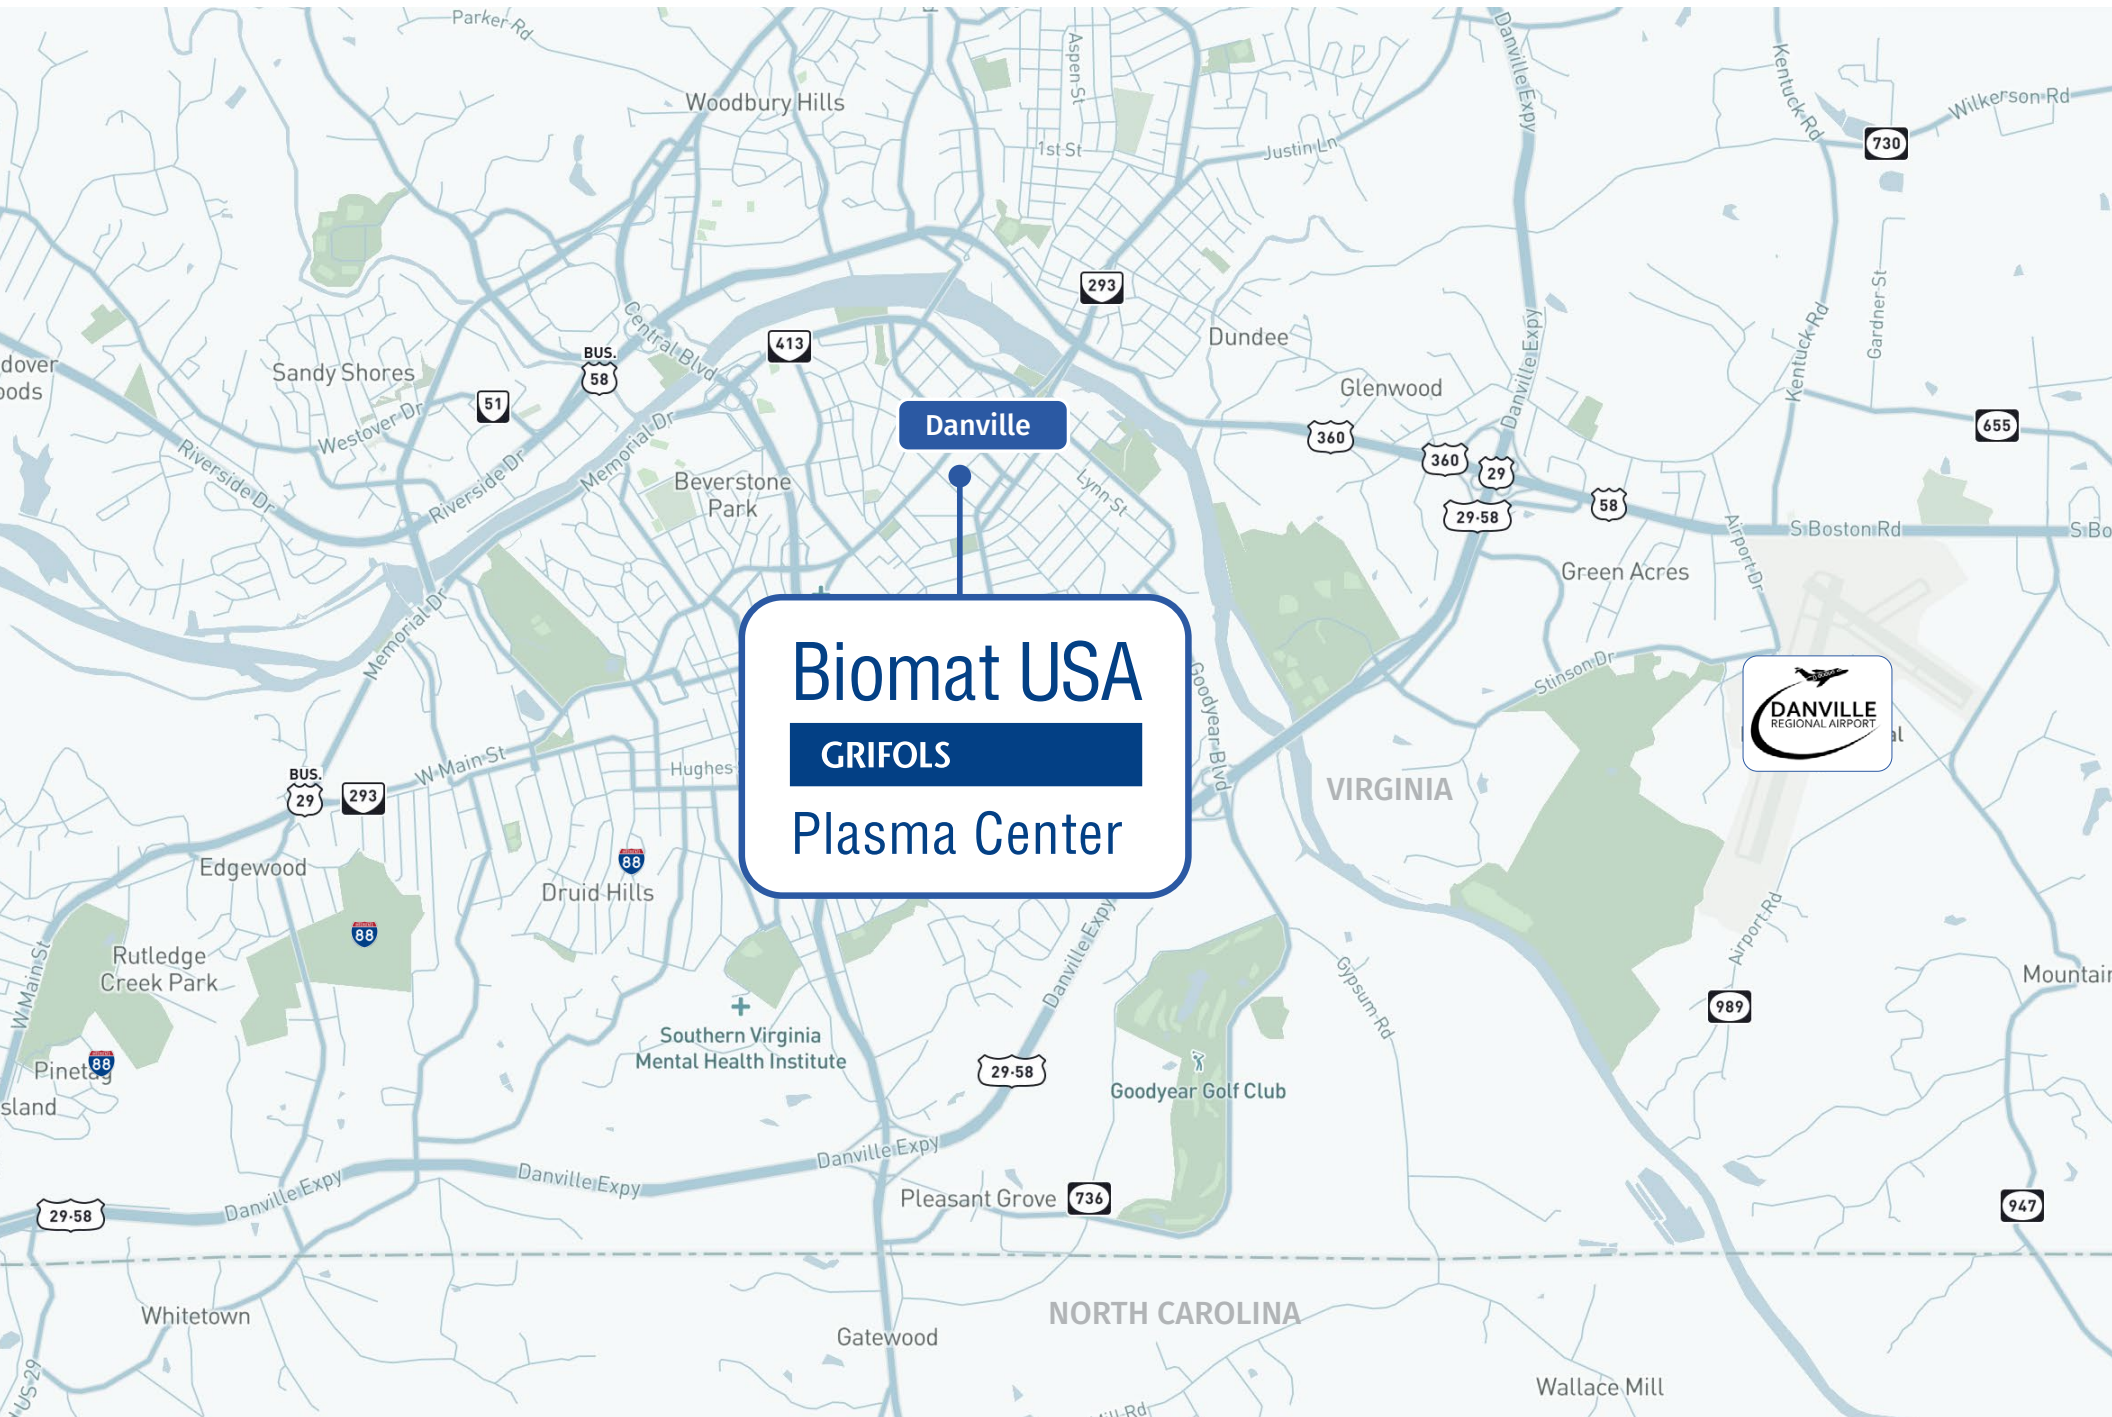 Parker Rd
Danville Expy
Aspen St
Kentucky Rd
Woodbury Hills
Wilkerson Rd
730
1st St
Justin Ln
293
Central Blvd
Gardner St
Kentucky Rd
Danville Expy
413
Dundee
BUS.
58
dover
oods
Sandy Shores
Glenwood
51
Westover Dr
Danville
655
360
360
29
Riverside Dr
Riverside Dr
Memorial Dr
Beverstone
Park
Lynn St
29-58
58
S Boston Rd
S Bo
Airport Dr
Green Acres
Memorial Dr
Biomat USA
GRIFOLS
Plasma Center
Goodyear Blvd
Stinson Dr
DANVILLE
REGIONAL AIRPORT
al
W Main St
Hughes
VIRGINIA
BUS.
29
293
Edgewood
88
Druid Hills
88
W Main St
Rutledge
Creek Park
Danville Expy
Airport Rd
Gypsum Rd
Mountain
989
Southern Virginia
Mental Health Institute
88
Pinetag
29-58
Goodyear Golf Club
sland
Danville Expy
Danville Expy
Danville Expy
Pleasant Grove
736
947
29-58
Whitetown
NORTH CAROLINA
Gatewood
US-29
Wallace Mill
ill Rd